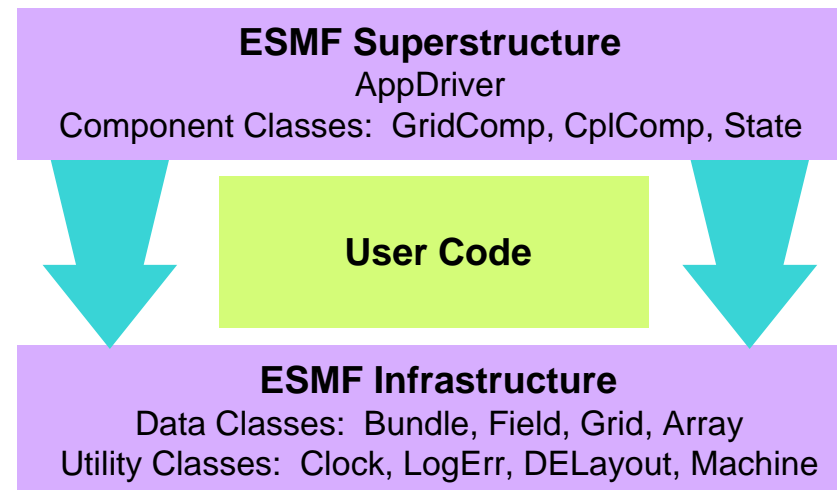 ESMF Superstructure
AppDriver
Component Classes: GridComp, CplComp, State
User Code
ESMF Infrastructure
Data Classes: Bundle, Field, Grid, Array
Utility Classes: Clock, LogErr, DELayout, Machine